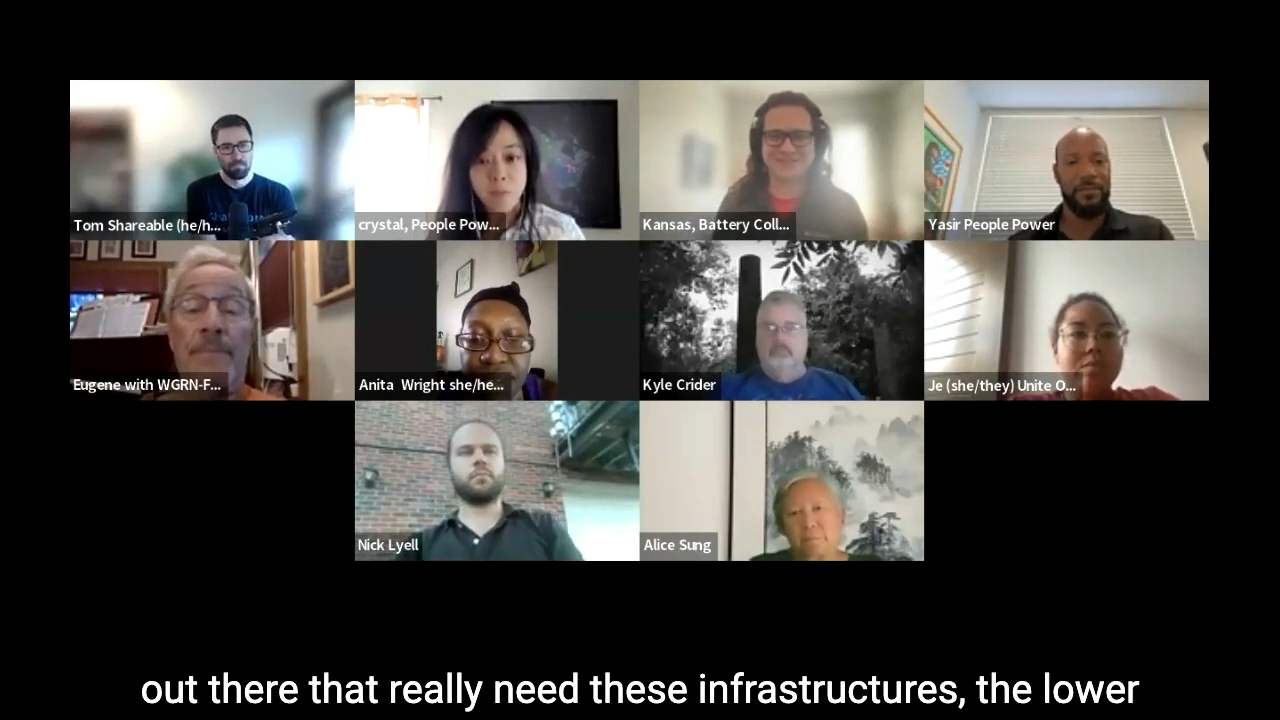 Tom Shareable (he/h...
crystal, People Pow...
Kansas, Battery Coll...
Yasir People Power
Eugene with WGRN-F...
Anita Wright she/he...
Kyle Crider
Je (she/they) Unite O...
Nick Lyell
Alice Sung
out there that really need these infrastructures, the lower